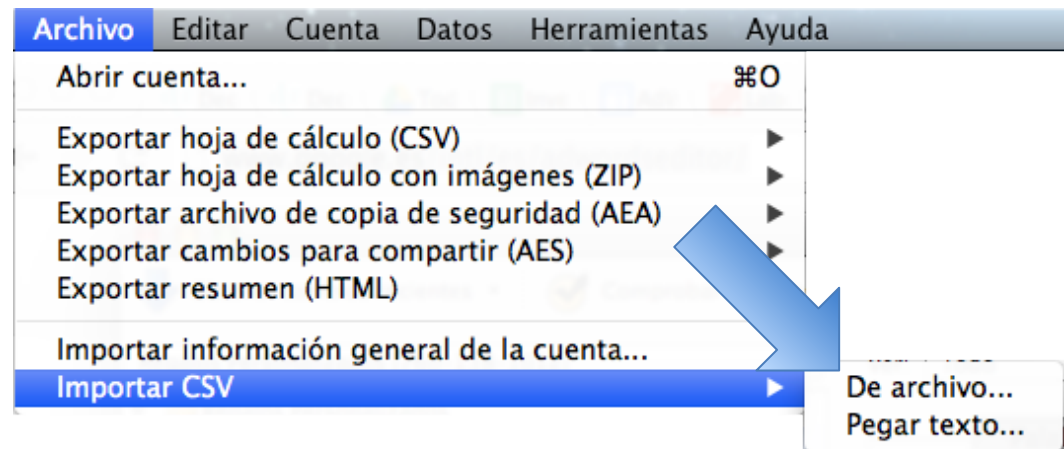 Archivo Editar Cuenta Datos Herramientas Ayuda
Abrir cuenta... ⌘O
Exportar hoja de cálculo (CSV)
Exportar hoja de cálculo con imágenes (ZIP)
Exportar archivo de copia de seguridad (AEA)
Exportar cambios para compartir (AES)
Exportar resumen (HTML)
Importar información general de la cuenta...
Importar CSV
De archivo...
Pegar texto...